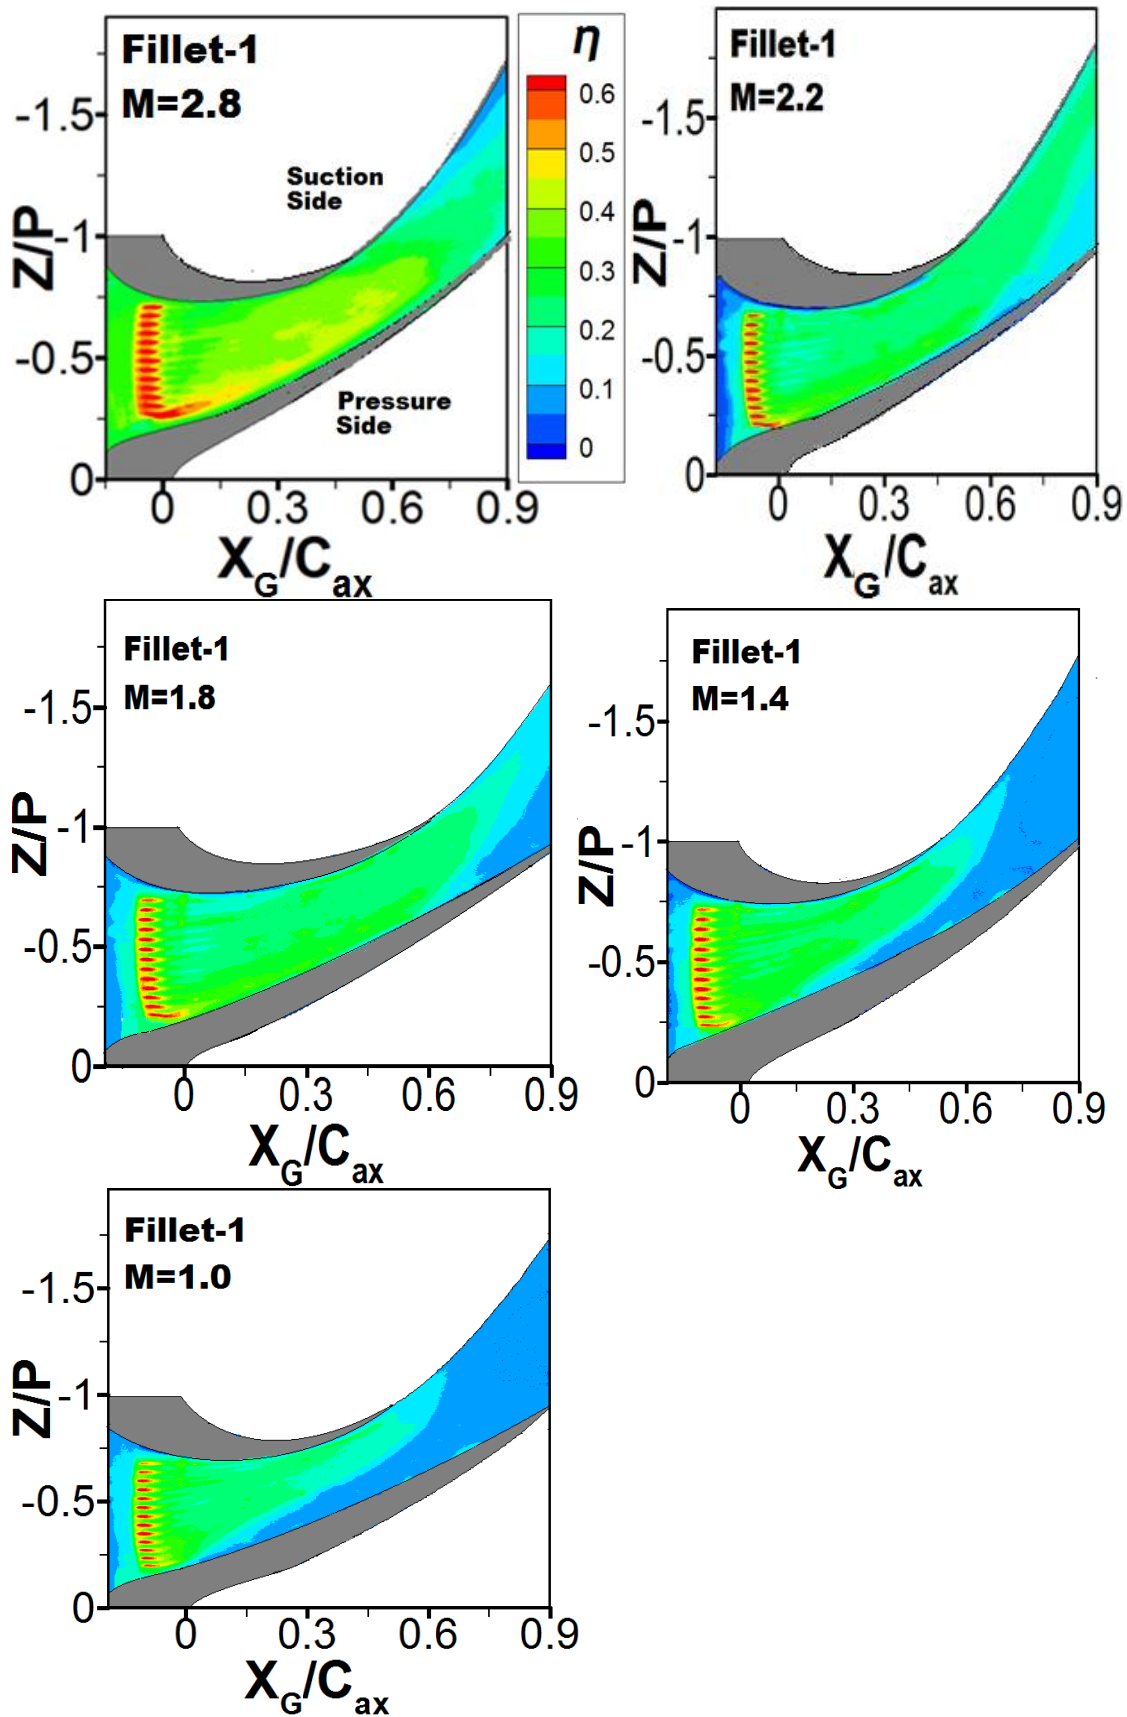 Fillet-1
M=2.8
Suction
Side
Pressure
Side
Z/P
-1.5
-1
-0.5
0
0 0.3 0.6 0.9
X_G/C_ax
η
0.6
0.5
0.4
0.3
0.2
0.1
0
Fillet-1
M=2.2
Z/P
-1.5
-1
-0.5
0
0 0.3 0.6 0.9
X_G/C_ax
Fillet-1
M=1.8
Z/P
-1.5
-1
-0.5
0
0 0.3 0.6 0.9
X_G/C_ax
Fillet-1
M=1.4
Z/P
-1.5
-1
-0.5
0
0 0.3 0.6 0.9
X_G/C_ax
Fillet-1
M=1.0
Z/P
-1.5
-1
-0.5
0
0 0.3 0.6 0.9
X_G/C_ax